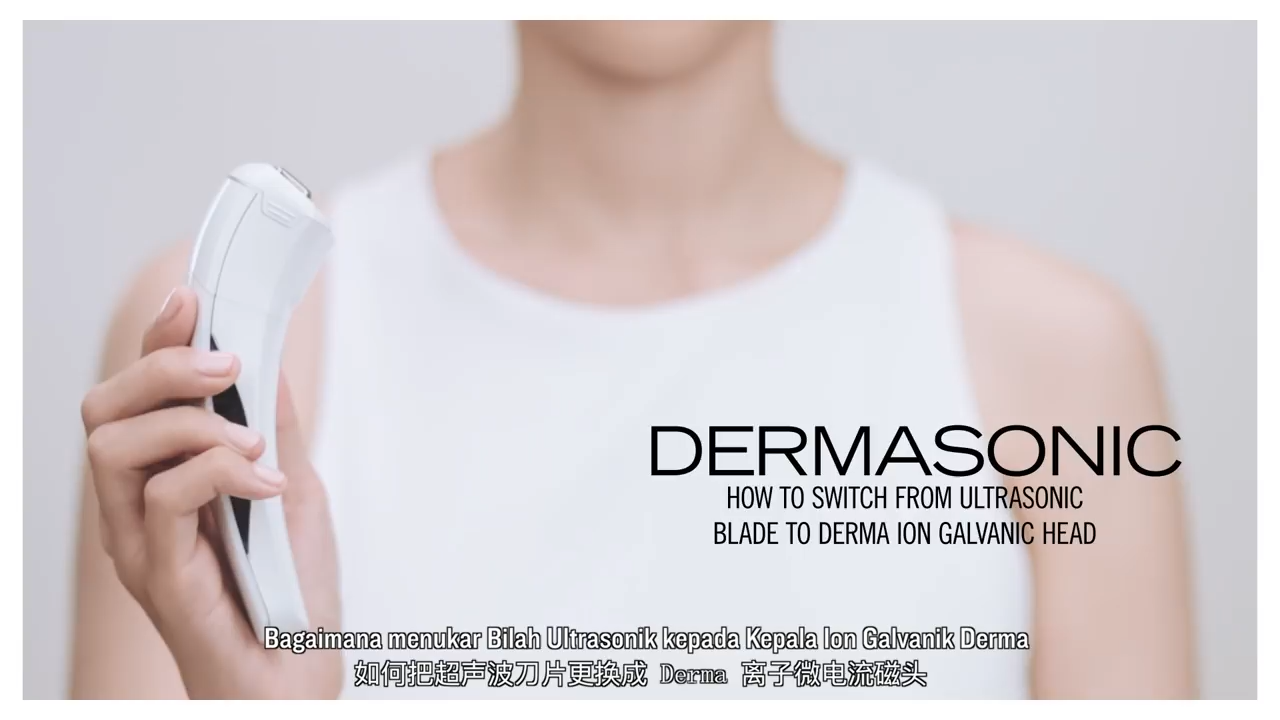 DERMASONIC
HOW TO SWITCH FROM ULTRASONIC
BLADE TO DERMA ION GALVANIC HEAD
Bagaimana menukar Bilah Ultrasonik kepada Kepala Ion Galvanik Derma
如何把超声波刀片更换成 Derma 离子微电流磁头